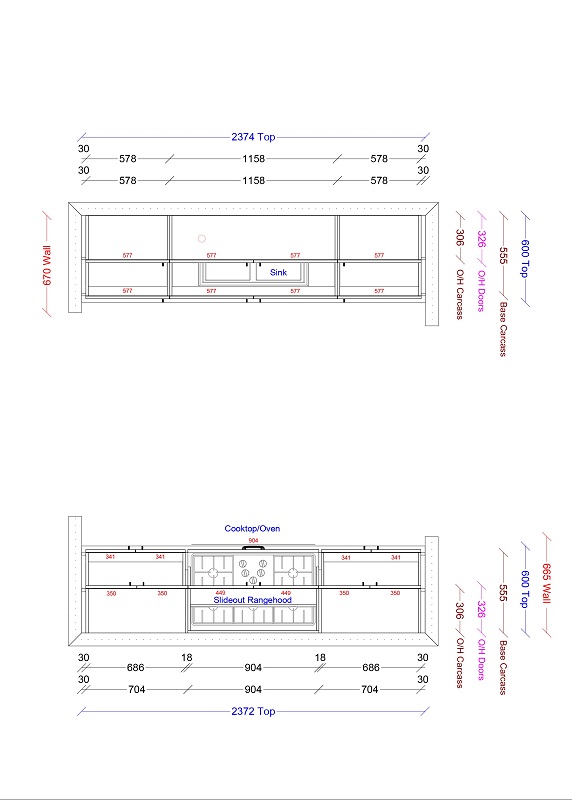 2374 Top
30 30
578 1158 578
30 30
578 1158 578
970 Wall
577 577 577 577
Sink
577 577 577 577
306 O/H Carcass
326 O/H Doors
555 Base Carcass
600 Top
Cooktop/Oven
904
341 341 341 341
350 350 449 449 350 350
Slideout Rangehood
306 O/H Carcass
326 O/H Doors
555 Base Carcass
600 Top
665 Wall
30 18 18 30
686 904 686
30 30
704 904 704
2372 Top